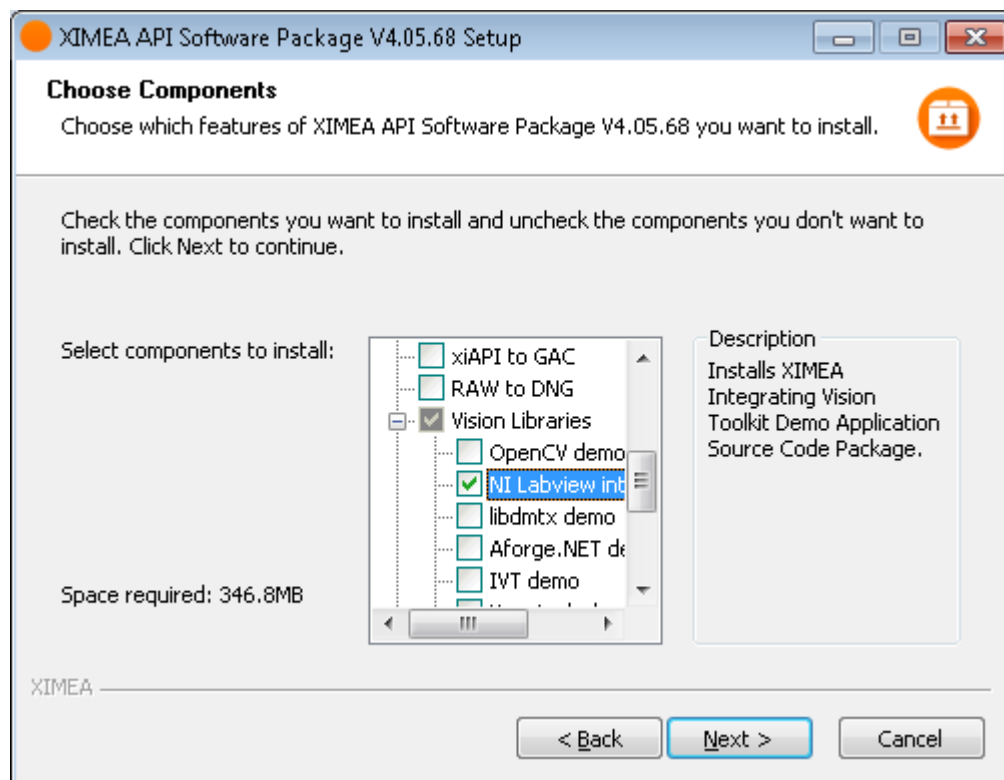 XIMEA API Software Package V4.05.68 Setup
Choose Components
Choose which features of XIMEA API Software Package V4.05.68 you want to install.
Check the components you want to install and uncheck the components you don't want to
install. Click Next to continue.
Select components to install:
xiAPI to GAC
RAW to DNG
Vision Libraries
OpenCV demo
NI Labview int
libdmtx demo
Aforge.NET de
IVT demo
Description
Installs XIMEA
Integrating Vision
Toolkit Demo Application
Source Code Package.
Space required: 346.8MB
XIMEA
< Back
Next >
Cancel